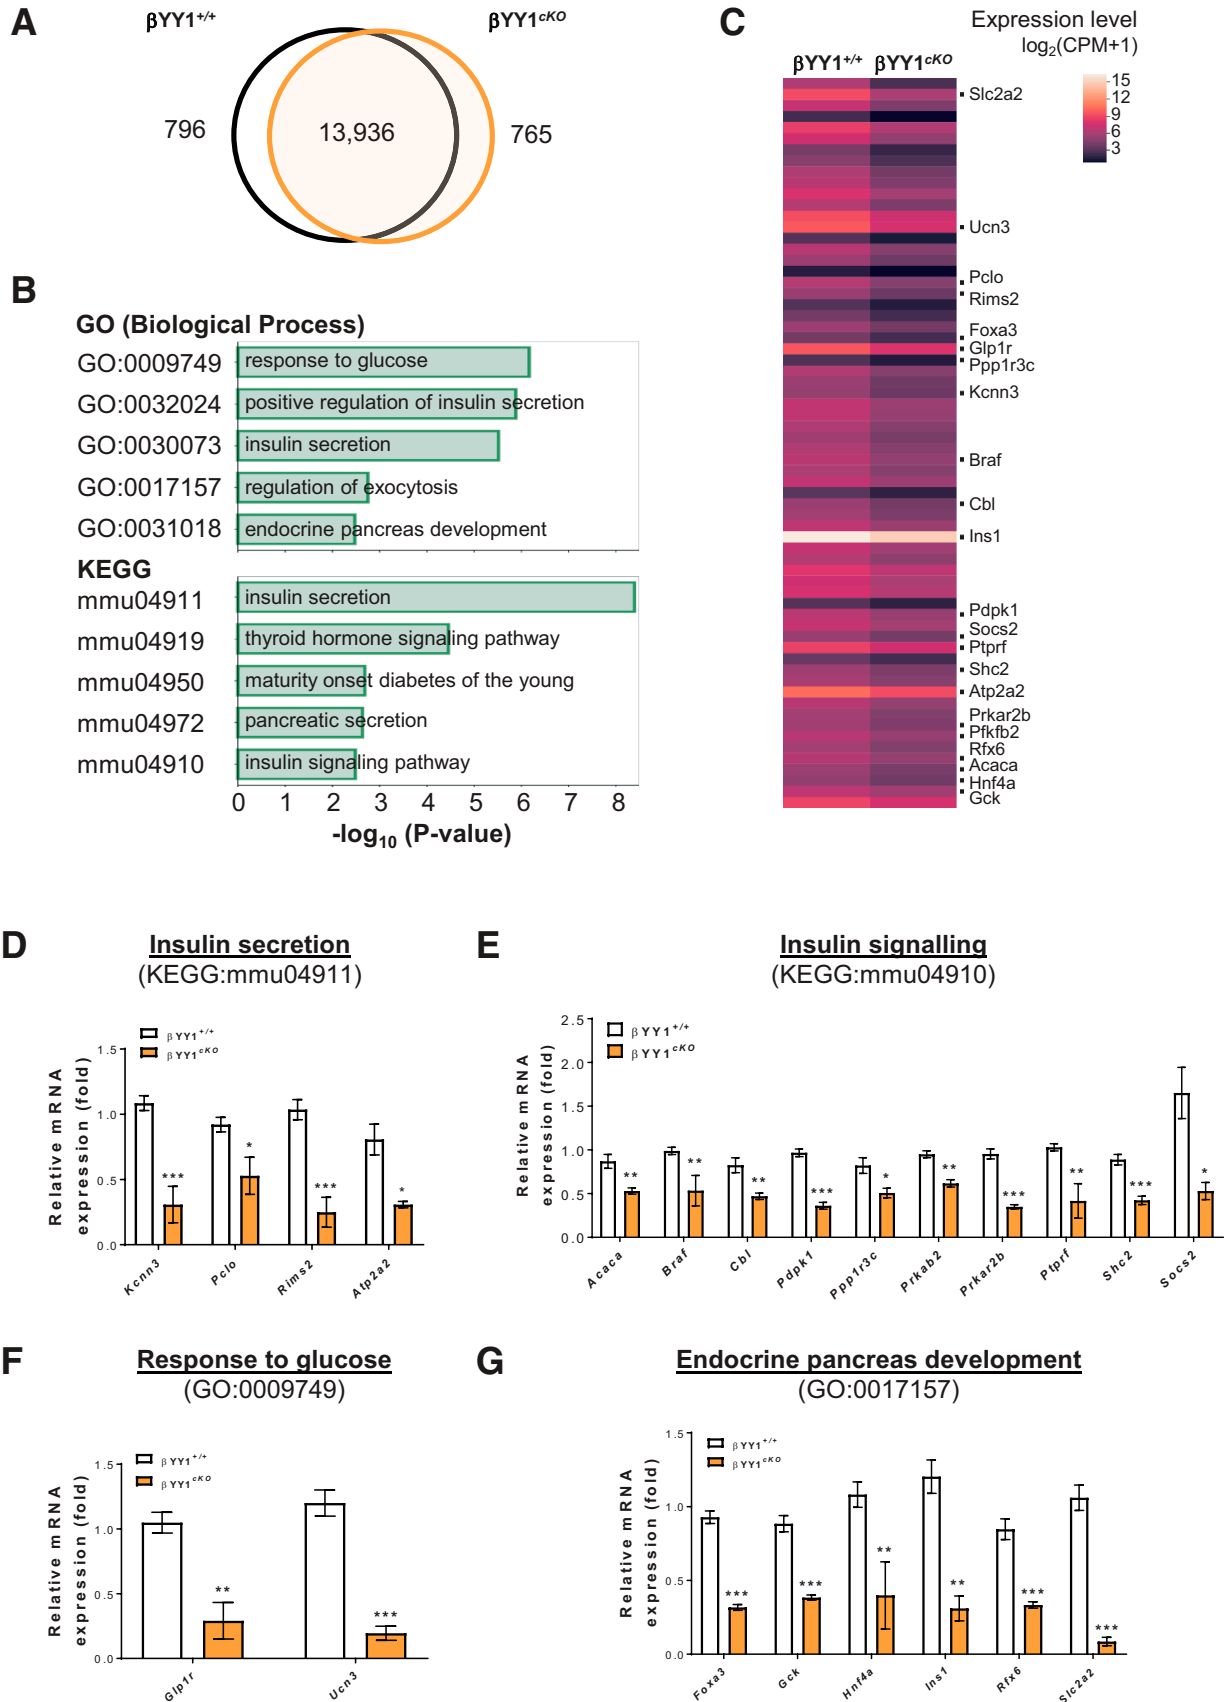 A
βYY1+/+
βYY1cKO
796
13,936
765
B
GO (Biological Process)
GO:0009749 response to glucose
GO:0032024 positive regulation of insulin secretion
GO:0030073 insulin secretion
GO:0017157 regulation of exocytosis
GO:0031018 endocrine pancreas development
KEGG
mmu04911 insulin secretion
mmu04919 thyroid hormone signaling pathway
mmu04950 maturity onset diabetes of the young
mmu04972 pancreatic secretion
mmu04910 insulin signaling pathway
0 1 2 3 4 5 6 7 8
-log10 (P-value)
C
Expression level
log2(CPM+1)
βYY1+/+ βYY1cKO
15
12
9
6
3
Slc2a2
Ucn3
Pclo
Rims2
Foxa3
Glp1r
Ppp1r3c
Kcnn3
Braf
Cbl
Ins1
Pdpk1
Socs2
Ptprf
Shc2
Atp2a2
Prkar2b
Pfkfb2
Rfx6
Acaca
Hnf4a
Gck
D
Insulin secretion
(KEGG:mmu04911)
βYY1+/+
βYY1cKO
Relative mRNA
expression (fold)
1.5
1.0
0.5
0.0
***
*
***
*
Kcnn3 Pclo Rims2 Atp2a2
E
Insulin signalling
(KEGG:mmu04910)
βYY1+/+
βYY1cKO
Relative mRNA
expression (fold)
2.5
2.0
1.5
1.0
0.5
0.0
**
**
**
***
*
**
***
**
***
*
Acaca Braf Cbl Pdpk1 Ppp1r3c Prkab2 Prkar2b Ptprf Shc2 Socs2
F
Response to glucose
(GO:0009749)
βYY1+/+
βYY1cKO
Relative mRNA
expression (fold)
1.5
1.0
0.5
0.0
**
***
Glp1r Ucn3
G
Endocrine pancreas development
(GO:0017157)
βYY1+/+
βYY1cKO
Relative mRNA
expression (fold)
1.5
1.0
0.5
0.0
***
***
**
**
***
***
Foxa3 Gck Hnf4a Ins1 Rfx6 Slc2a2